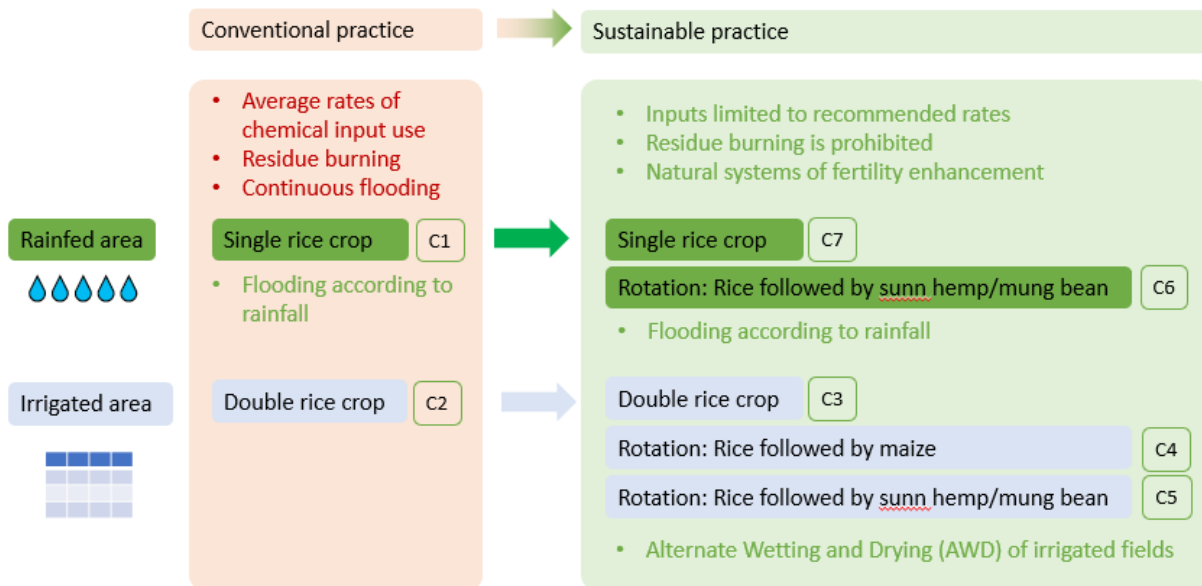 Conventional practice
Sustainable practice
• Average rates of
chemical input use
• Residue burning
• Continuous flooding
• Inputs limited to recommended rates
• Residue burning is prohibited
• Natural systems of fertility enhancement
Rainfed area
Single rice crop C1
• Flooding according to
rainfall
Single rice crop C7
Rotation: Rice followed by sunn hemp/mung bean C6
• Flooding according to rainfall
Irrigated area
Double rice crop C2
Double rice crop C3
Rotation: Rice followed by maize C4
Rotation: Rice followed by sunn hemp/mung bean C5
• Alternate Wetting and Drying (AWD) of irrigated fields